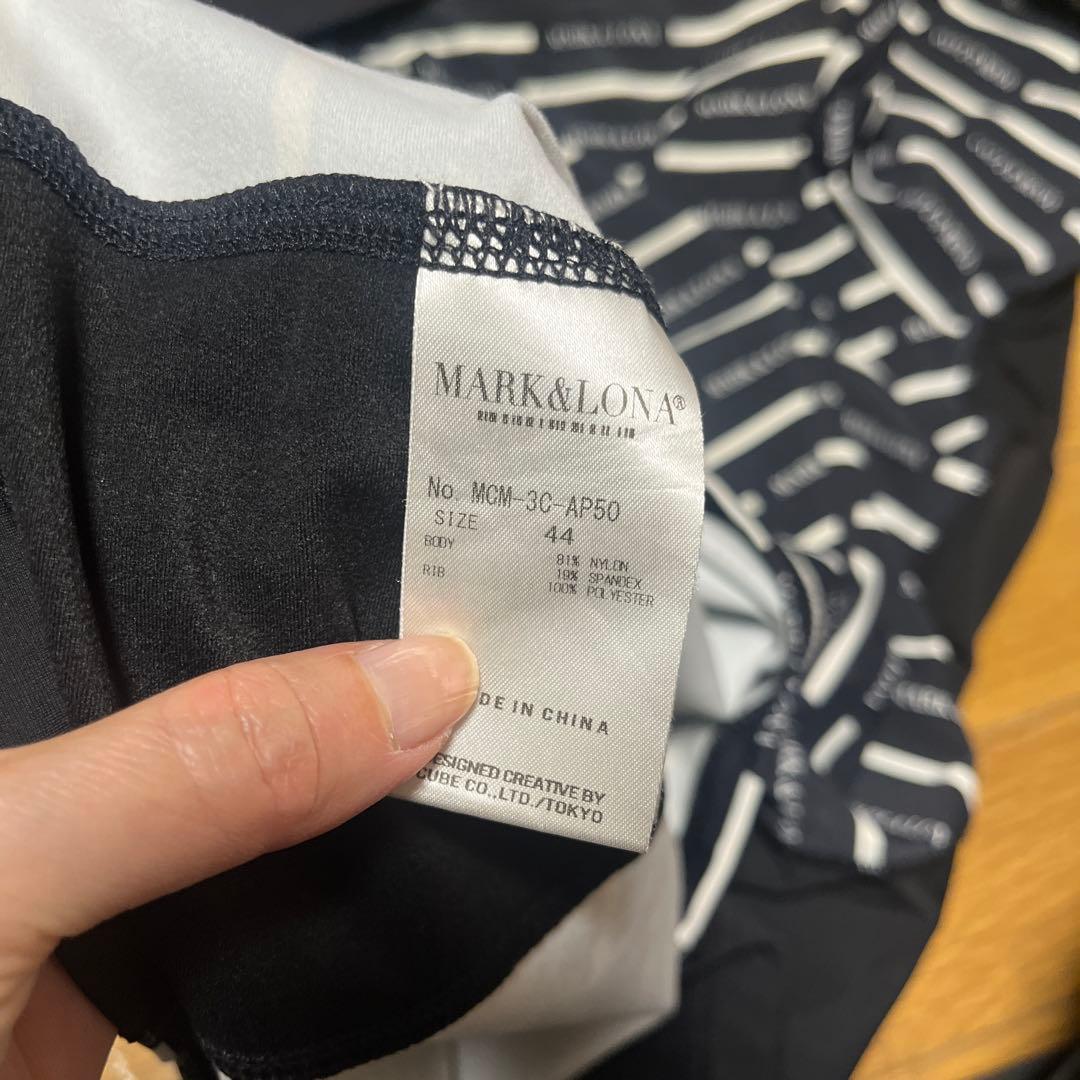 MARK&LONA®
No MCM-3C-AP50
SIZE 44
BODY 81% NYLON
19% SPANDEX
RIB 100% POLYESTER
DE IN CHINA
DESIGNED CREATIVE BY
CUBE CO.,LTD./TOKYO